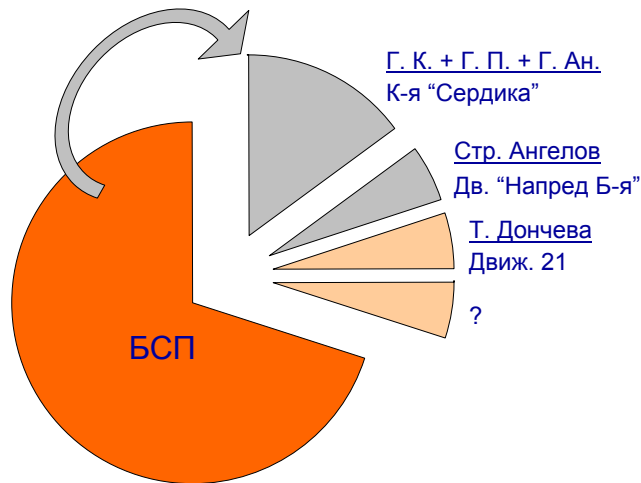 Г. К. + Г. П. + Г. Ан.
К-я “Сердика”
Стр. Ангелов
Дв. “Напред Б-я”
Т. Дончева
Движ. 21
?
БСП